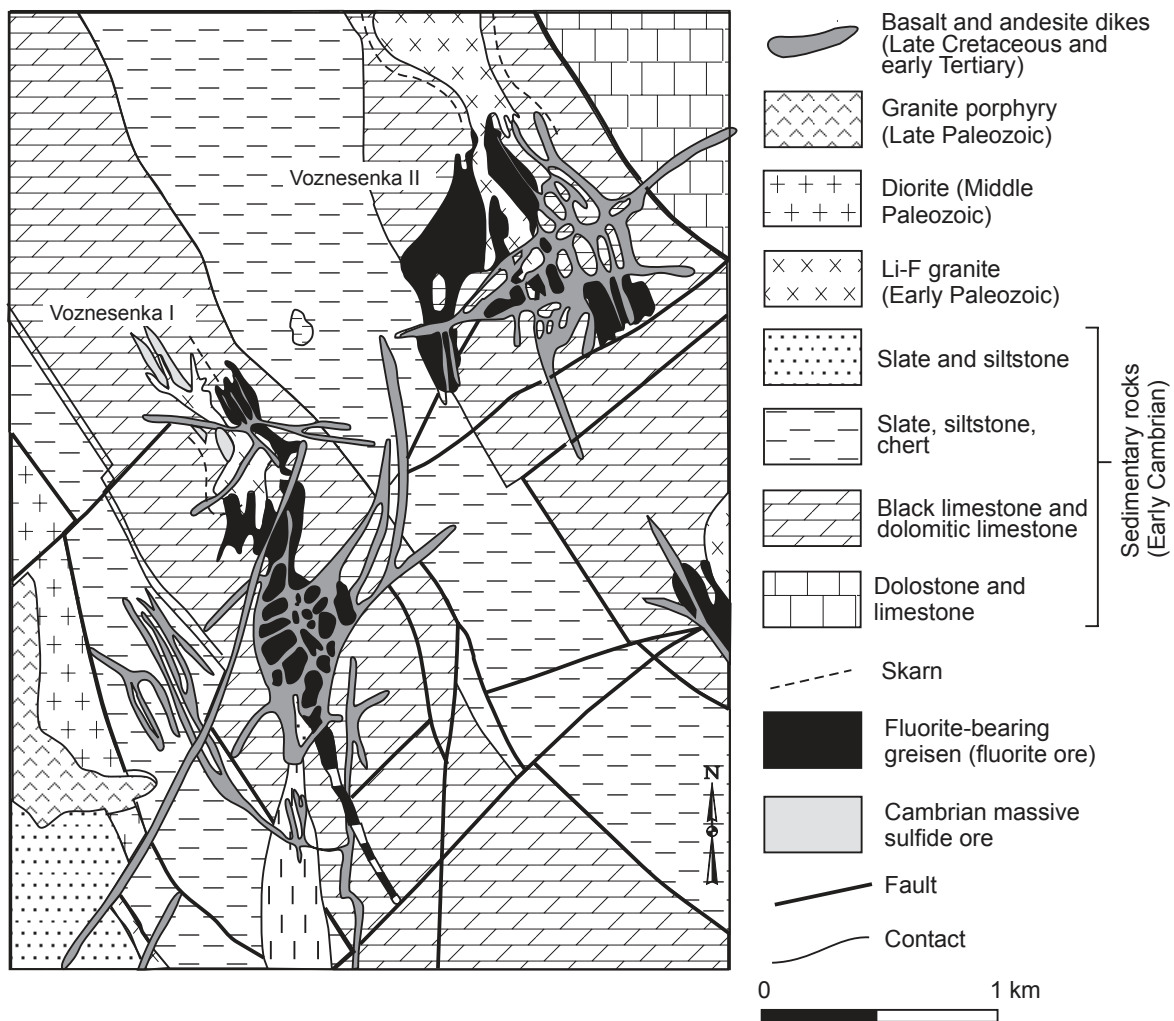 Voznesenka II
Voznesenka I
N
Basalt and andesite dikes
(Late Cretaceous and
early Tertiary)
Granite porphyry
(Late Paleozoic)
Diorite (Middle
Paleozoic)
Li-F granite
(Early Paleozoic)
Slate and siltstone
Slate, siltstone,
chert
Black limestone and
dolomitic limestone
Dolostone and
limestone
Sedimentary rocks
(Early Cambrian)
Skarn
Fluorite-bearing
greisen (fluorite ore)
Cambrian massive
sulfide ore
Fault
Contact
0 1 km